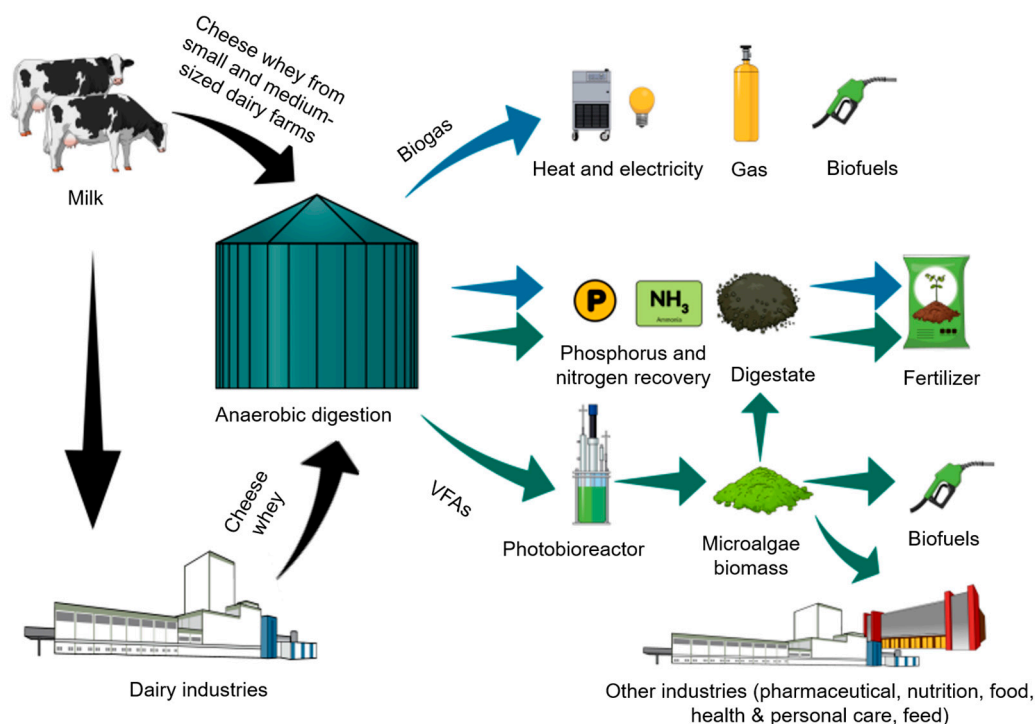 Cheese whey from
small and medium-
sized dairy farms
Milk
Biogas
Heat and electricity
Gas
Biofuels
P
NH3
Ammonia
Phosphorus and
nitrogen recovery
Digestate
Fertilizer
Anaerobic digestion
Cheese
whey
VFAs
Photobioreactor
Microalgae
biomass
Biofuels
Dairy industries
Other industries (pharmaceutical, nutrition, food,
health & personal care, feed)